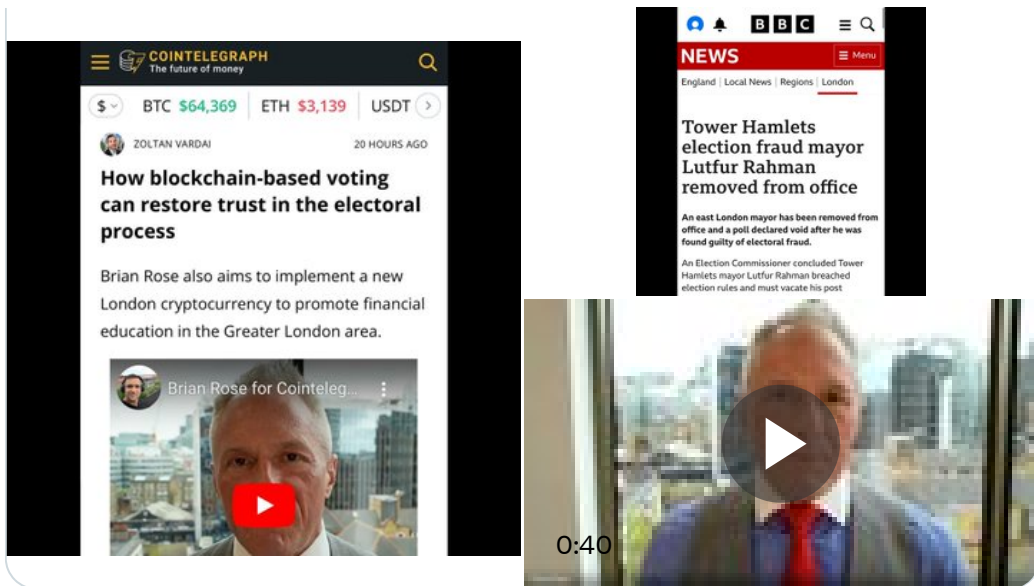 COINTELEGRAPH
The future of money
$
BTC $64,369
ETH $3,139
USDT
ZOLTAN VARDAI
20 HOURS AGO
How blockchain-based voting
can restore trust in the electoral
process
Brian Rose also aims to implement a new
London cryptocurrency to promote financial
education in the Greater London area.
Brian Rose for Cointeleg...
BBC
NEWS
Menu
England
Local News
Regions
London
Tower Hamlets
election fraud mayor
Lutfur Rahman
removed from office
An east London mayor has been removed from
office and a poll declared void after he was
found guilty of electoral fraud.
An Election Commissioner concluded Tower
Hamlets mayor Lutfur Rahman breached
election rules and must vacate his post
0:40